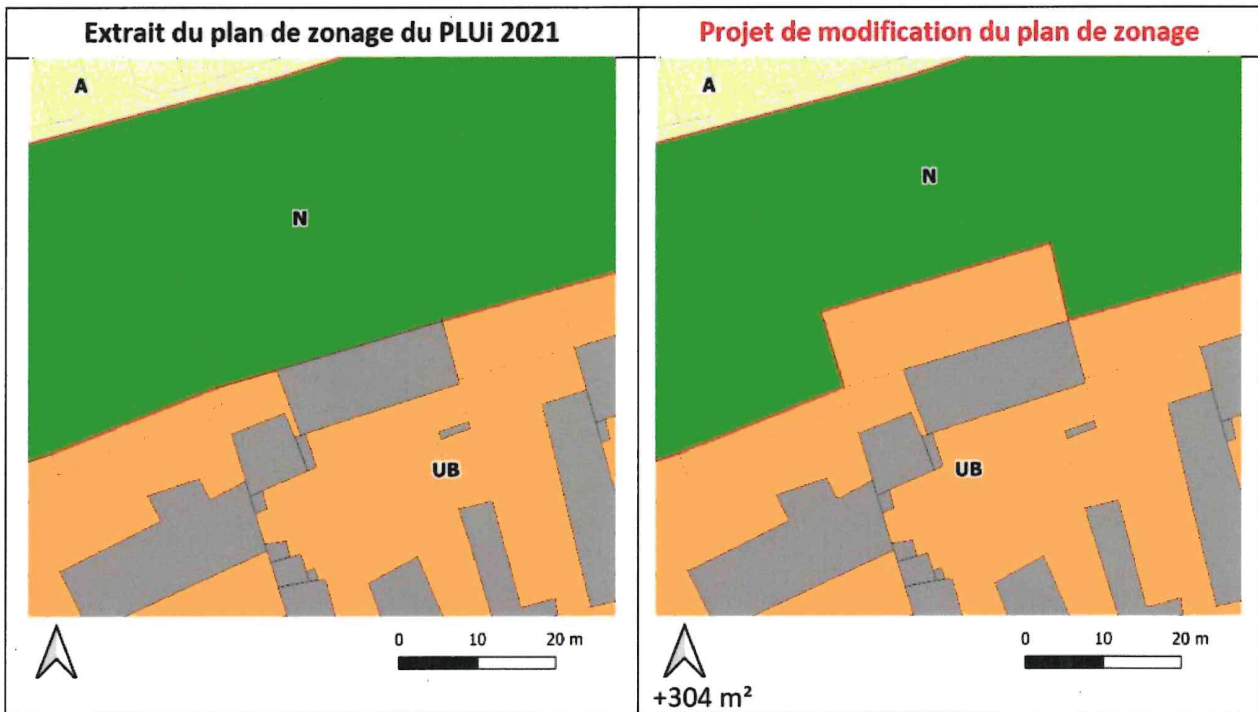 Extrait du plan de zonage du PLUi 2021
Projet de modification du plan de zonage
A
N
UB
0 10 20 m
A
N
UB
0 10 20 m
+304 m²